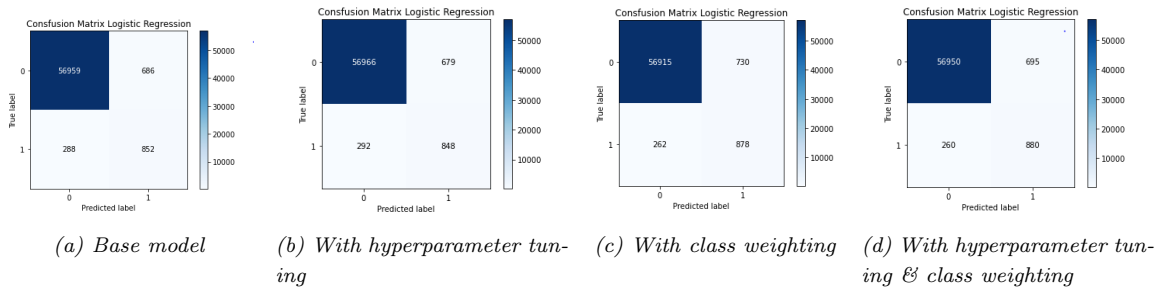 Consfusion Matrix Logistic Regression
50000
0
56959
686
40000
True label
30000
20000
1
288
852
10000
0
1
Predicted label
(a) Base model
Consfusion Matrix Logistic Regression
50000
0
56966
679
40000
True label
30000
20000
1
292
848
10000
0
1
Predicted label
(b) With hyperparameter tun-
ing
Consfusion Matrix Logistic Regression
50000
0
56915
730
40000
True label
30000
20000
1
262
878
10000
0
1
Predicted label
(c) With class weighting
Consfusion Matrix Logistic Regression
50000
0
56950
695
40000
True label
30000
20000
1
260
880
10000
0
1
Predicted label
(d) With hyperparameter tun-
ing & class weighting